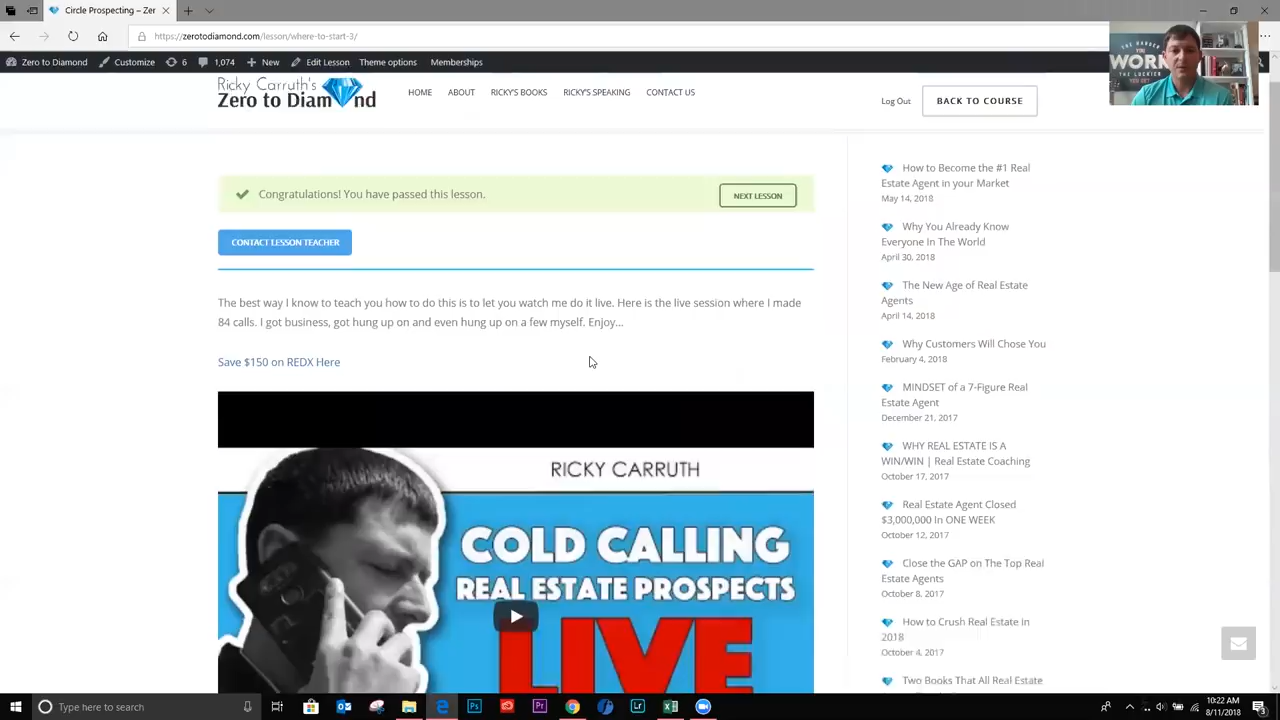 Circle Prospecting - Ze
https://zerotodiamond.com/lesson/where-to-start-3/
Zero to Diamond
Customize
6
1,074
New
Edit Lesson
Theme options
Memberships
Ricky Carruth's
Zero to Diam nd
HOME
ABOUT
RICKY'S BOOKS
RICKY'S SPEAKING
CONTACT US
Log Out
BACK TO COURSE
THE HARDER
YOU
WORK
THE LUCKIER
YOU GET
Congratulations! You have passed this lesson.
NEXT LESSON
CONTACT LESSON TEACHER
The best way I know to teach you how to do this is to let you watch me do it live. Here is the live session where I made
84 calls. I got business, got hung up on and even hung up on a few myself. Enjoy...
Save $150 on REDX Here
RICKY CARRUTH
COLD CALLING
REAL ESTATE PROSPECTS
LIVE
How to Become the #1 Real
Estate Agent in your Market
May 14, 2018
Why You Already Know
Everyone In The World
April 30, 2018
The New Age of Real Estate
Agents
April 14, 2018
Why Customers Will Chose You
February 4, 2018
MINDSET of a 7-Figure Real
Estate Agent
December 21, 2017
WHY REAL ESTATE IS A
WIN/WIN | Real Estate Coaching
October 17, 2017
Real Estate Agent Closed
$3,000,000 In ONE WEEK
October 12, 2017
Close the GAP on The Top Real
Estate Agents
October 8, 2017
How to Crush Real Estate in
2018
October 4, 2017
Two Books That All Real Estate
Type here to search
10:22 AM
8/11/2018